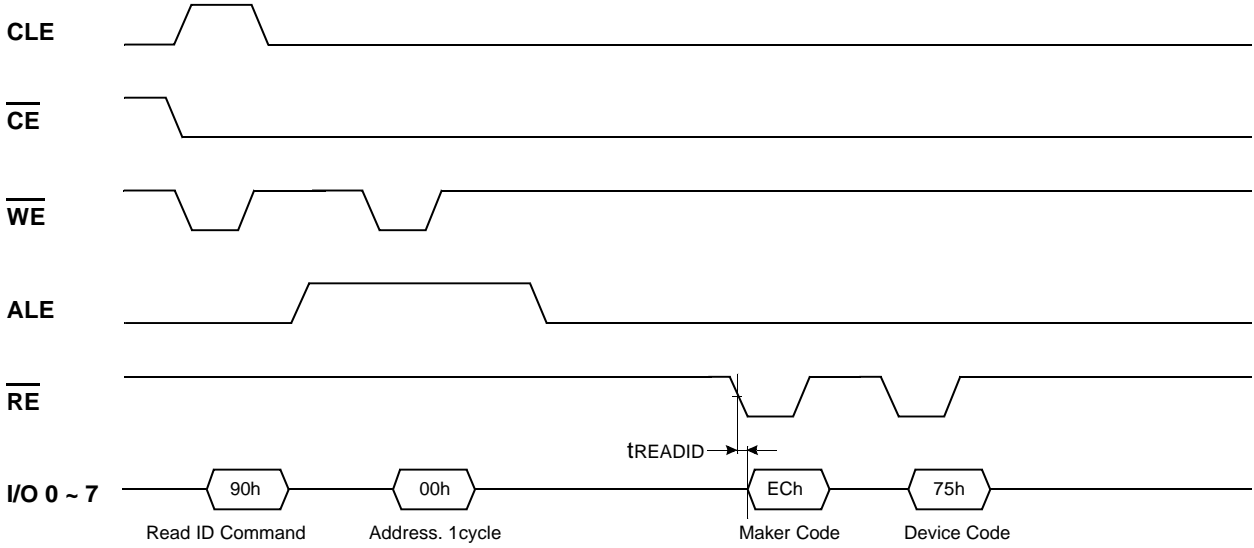 CLE
CE
WE
ALE
RE
tREADID
I/O 0 ~ 7
90h
00h
ECh
75h
Read ID Command
Address. 1cycle
Maker Code
Device Code